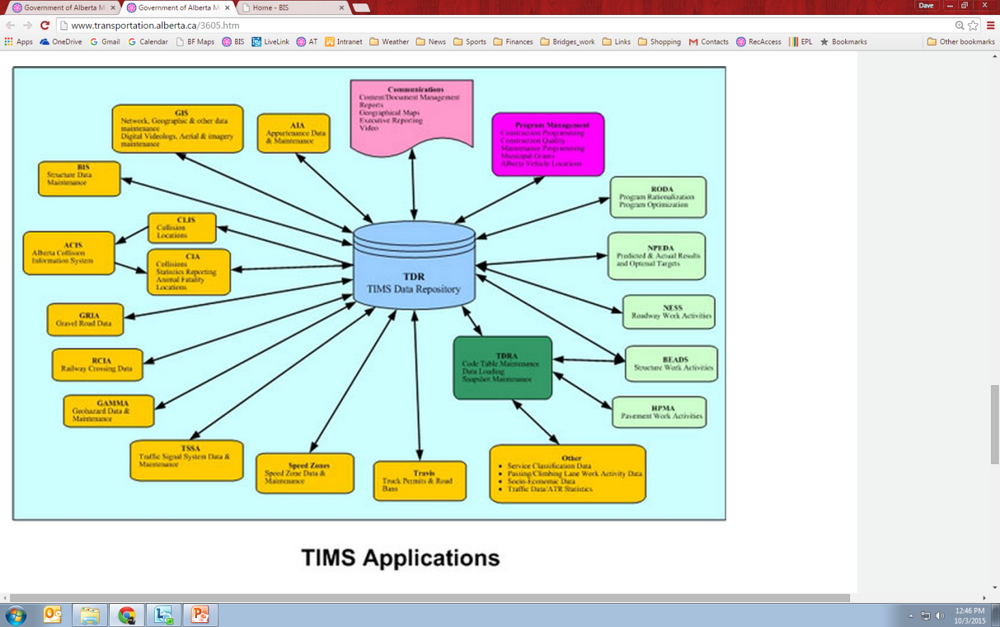 Government of Alberta M
Government of Alberta M
Home - BIS
Dave
www.transportation.alberta.ca/3605.htm
Apps
OneDrive
Gmail
Calendar
BF Maps
BIS
LiveLink
AT
Intranet
Weather
News
Sports
Finances
Bridges_work
Links
Shopping
Contacts
RecAccess
EPL
Bookmarks
Other bookmarks
Communications
Content/Document Management
Reports
Geographical Maps
Executive Reporting
Video
GIS
Network, Geographic & other data
maintenance
Digital Videologs, Aerial & imagery
maintenance
AIA
Appurtenance Data
& Maintenance
Program Management
Construction Programming
Construction Quality
Maintenance Programming
Municipal Grants
Alberta Vehicle Locations
BIS
Structure Data
Maintenance
RODA
Program Rationalization
Program Optimization
CLIS
Collision
Locations
ACIS
Alberta Collision
Information System
CIA
Collisions
Statistics Reporting
Animal Fatality
Locations
NPEDA
Predicted & Actual Results
and Optimal Targets
TDR
TIMS Data Repository
GRIA
Gravel Road Data
NESS
Roadway Work Activities
RCIA
Railway Crossing Data
TDRA
Code Table Maintenance
Data Loading
Snapshot Maintenance
BEADS
Structure Work Activities
GAMMA
Geohazard Data &
Maintenance
HPMA
Pavement Work Activities
TSSA
Traffic Signal System Data &
Maintenance
Speed Zones
Speed Zone Data &
Maintenance
Travis
Truck Permits & Road
Bans
Other
• Service Classification Data
• Passing/Climbing Lane Work Activity Data
• Socio-Economic Data
• Traffic Data/ATR Statistics
TIMS Applications
12:46 PM
10/3/2015